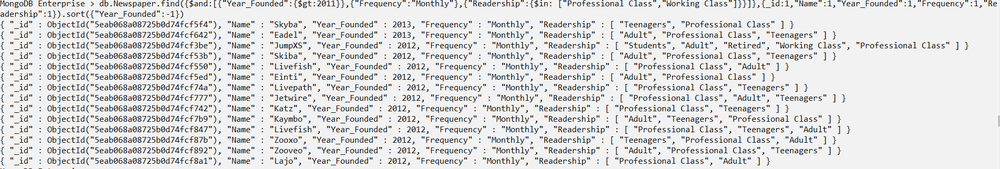 MongoDB Enterprise > db.Newspaper.find({$and:[{"Year_Founded":{$gt:2011}},{"Frequency":"Monthly"},{"Readership":{$in: ["Professional Class","Working Class"]}}]},{_id:1,"Name":1,"Year_Founded":1,"Frequency":1,"Re
adership":1}).sort({"Year_Founded":-1})
{ "_id" : ObjectId("5eab068a08725b0d74fcf5f4"), "Name" : "Skyba", "Year_Founded" : 2013, "Frequency" : "Monthly", "Readership" : [ "Teenagers", "Professional Class" ] }
{ "_id" : ObjectId("5eab068a08725b0d74fcf642"), "Name" : "Eadel", "Year_Founded" : 2013, "Frequency" : "Monthly", "Readership" : [ "Adult", "Professional Class", "Teenagers" ] }
{ "_id" : ObjectId("5eab068a08725b0d74fcf3be"), "Name" : "JumpXS", "Year_Founded" : 2012, "Frequency" : "Monthly", "Readership" : [ "Students", "Adult", "Retired", "Working Class", "Professional Class" ] }
{ "_id" : ObjectId("5eab068a08725b0d74fcf53b"), "Name" : "Skiba", "Year_Founded" : 2012, "Frequency" : "Monthly", "Readership" : [ "Adult", "Professional Class", "Teenagers" ] }
{ "_id" : ObjectId("5eab068a08725b0d74fcf550"), "Name" : "Livefish", "Year_Founded" : 2012, "Frequency" : "Monthly", "Readership" : [ "Professional Class", "Adult" ] }
{ "_id" : ObjectId("5eab068a08725b0d74fcf5ed"), "Name" : "Einti", "Year_Founded" : 2012, "Frequency" : "Monthly", "Readership" : [ "Adult", "Professional Class" ] }
{ "_id" : ObjectId("5eab068a08725b0d74fcf74a"), "Name" : "Livepath", "Year_Founded" : 2012, "Frequency" : "Monthly", "Readership" : [ "Professional Class", "Teenagers" ] }
{ "_id" : ObjectId("5eab068a08725b0d74fcf777"), "Name" : "Jetwire", "Year_Founded" : 2012, "Frequency" : "Monthly", "Readership" : [ "Professional Class", "Adult", "Teenagers" ] }
{ "_id" : ObjectId("5eab068a08725b0d74fcf742"), "Name" : "Katz", "Year_Founded" : 2012, "Frequency" : "Monthly", "Readership" : [ "Professional Class", "Teenagers" ] }
{ "_id" : ObjectId("5eab068a08725b0d74fcf7b9"), "Name" : "Kaymbo", "Year_Founded" : 2012, "Frequency" : "Monthly", "Readership" : [ "Adult", "Teenagers", "Professional Class" ] }
{ "_id" : ObjectId("5eab068a08725b0d74fcf847"), "Name" : "Livefish", "Year_Founded" : 2012, "Frequency" : "Monthly", "Readership" : [ "Professional Class", "Teenagers", "Adult" ] }
{ "_id" : ObjectId("5eab068a08725b0d74fcf87b"), "Name" : "Zooxo", "Year_Founded" : 2012, "Frequency" : "Monthly", "Readership" : [ "Teenagers", "Professional Class", "Adult" ] }
{ "_id" : ObjectId("5eab068a08725b0d74fcf892"), "Name" : "Zooveo", "Year_Founded" : 2012, "Frequency" : "Monthly", "Readership" : [ "Adult", "Professional Class", "Teenagers" ] }
{ "_id" : ObjectId("5eab068a08725b0d74fcf8a1"), "Name" : "Lajo", "Year_Founded" : 2012, "Frequency" : "Monthly", "Readership" : [ "Professional Class", "Adult" ] }